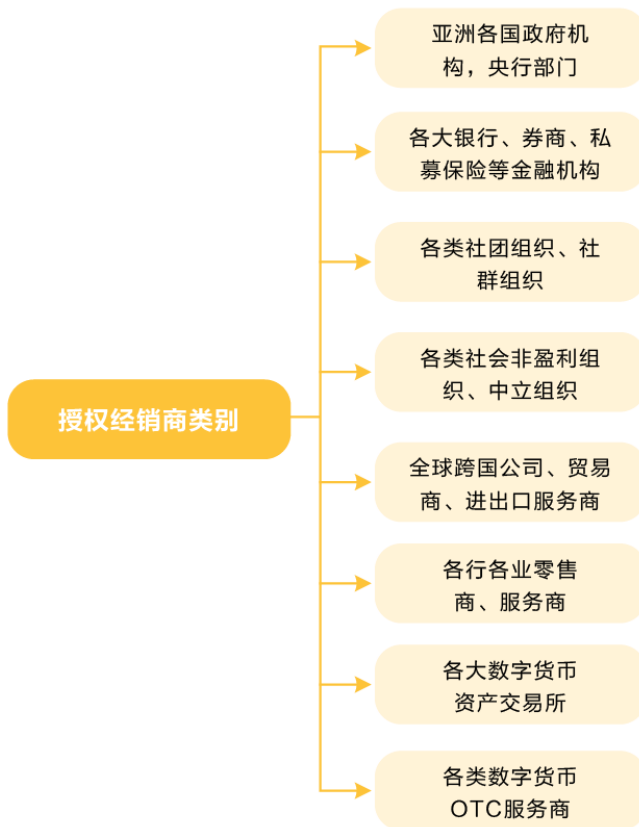 亚洲各国政府机
构，央行部门
各大银行、券商、私
募保险等金融机构
各类社团组织、社
群组织
各类社会非盈利组
织、中立组织
授权经销商类别
全球跨国公司、贸易
商、进出口服务商
各行各业零售
商、服务商
各大数字货币
资产交易所
各类数字货币
OTC服务商